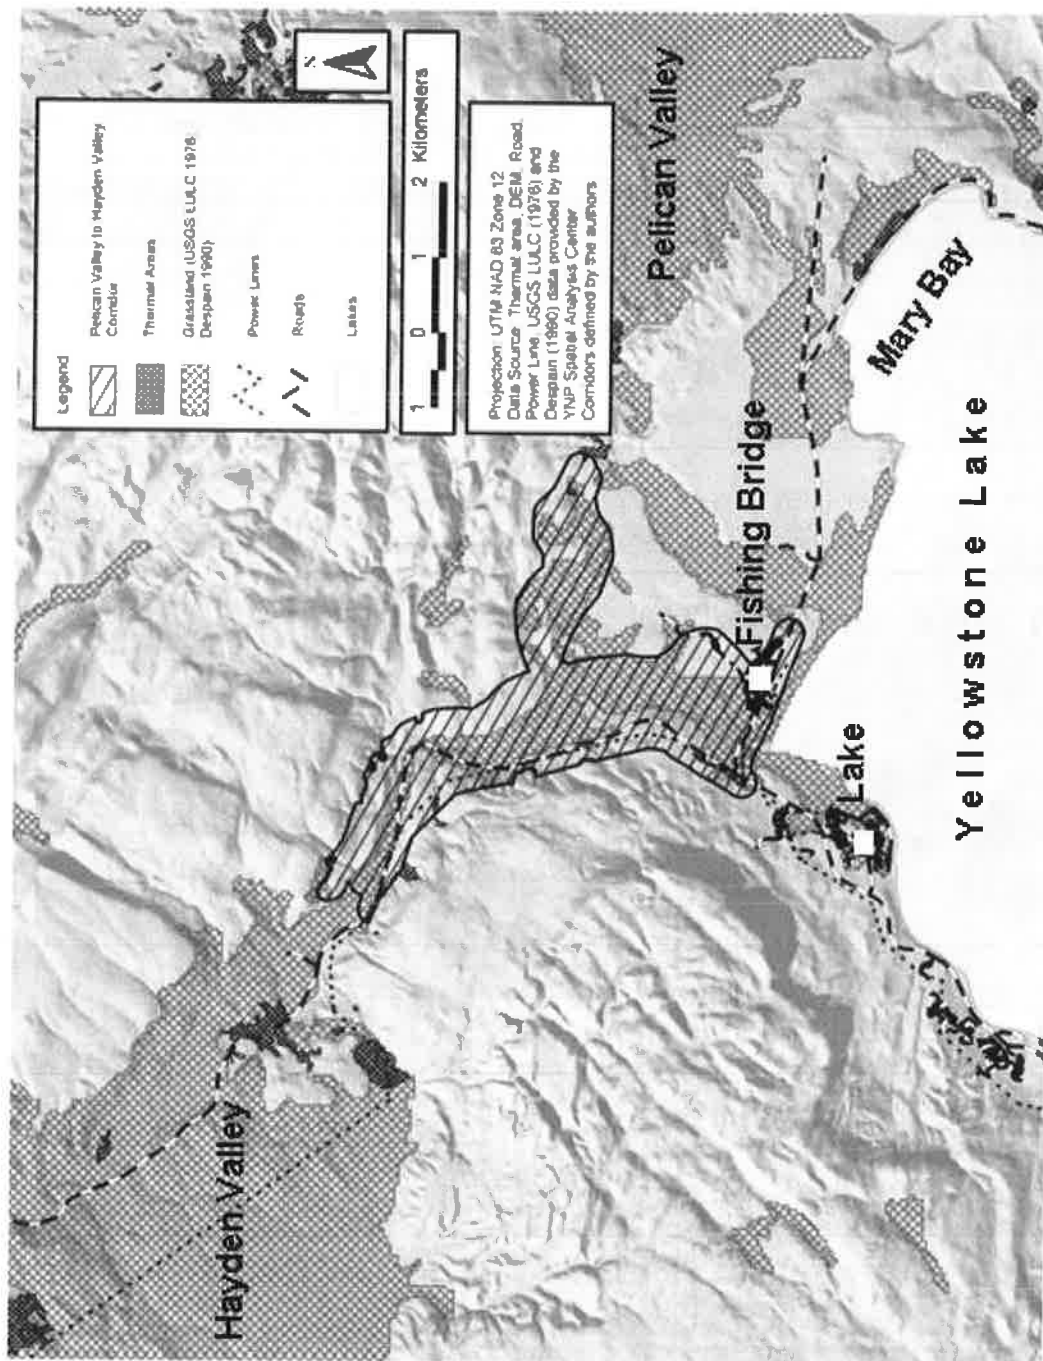 Hayden Valley
Pelican Valley
Fishing Bridge
Lake
Mary Bay
Yellowstone Lake
Legend
Pelican Valley to Hayden Valley
Corridor
Thermal Areas
Grassland (USGS LULC 1976
Despain 1990)
Power Lines
Roads
Lakes
N
1 0 1 2 Kilometers
Projection: UTM NAD 83 Zone 12
Data Source: Thermal area, DEM, Road,
Power Line, USGS LULC (1976) and
Despain (1990) data provided by the
YNP Spatial Analysis Center
Corridors defined by the authors